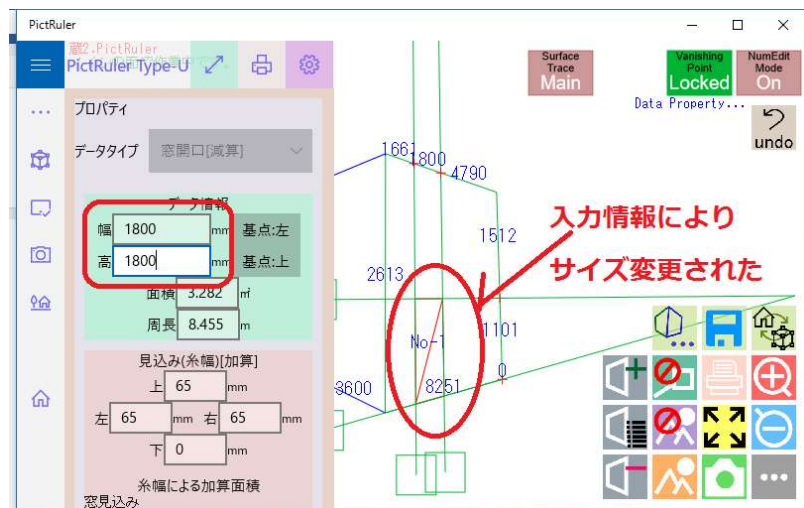 PictRuler
蔵2.PictRuler
PictRuler Type-U
Surface
Trace
Main
Vanishing
Point
Locked
NumEdit
Mode
On
Data Property...
undo
プロパティ
データタイプ 窓開口[減算]
データ情報
幅 1800 mm 基点:左
高 1800 mm 基点:上
面積 3.282 ㎡
周長 8.455 m
見込み(糸幅)[加算]
上 65 mm
左 65 mm 右 65 mm
下 0 mm
糸幅による加算面積
窓見込み
1661
1800
4790
1512
2613
No-1
1101
0
3600
8251
入力情報により
サイズ変更された